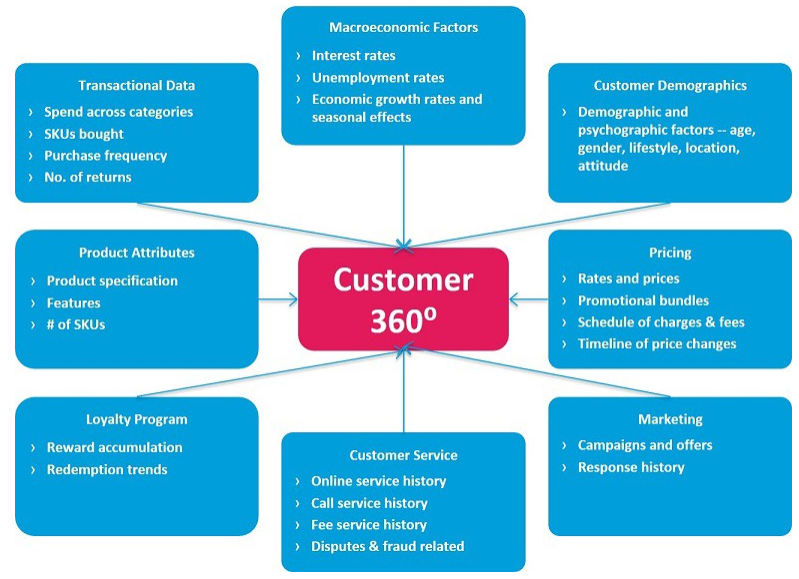 Macroeconomic Factors
› Interest rates
› Unemployment rates
› Economic growth rates and
seasonal effects
Transactional Data
› Spend across categories
› SKUs bought
› Purchase frequency
› No. of returns
Customer Demographics
› Demographic and
psychographic factors -- age,
gender, lifestyle, location,
attitude
Product Attributes
› Product specification
› Features
› # of SKUs
Customer
360º
Pricing
› Rates and prices
› Promotional bundles
› Schedule of charges & fees
› Timeline of price changes
Loyalty Program
› Reward accumulation
› Redemption trends
Customer Service
› Online service history
› Call service history
› Fee service history
› Disputes & fraud related
Marketing
› Campaigns and offers
› Response history